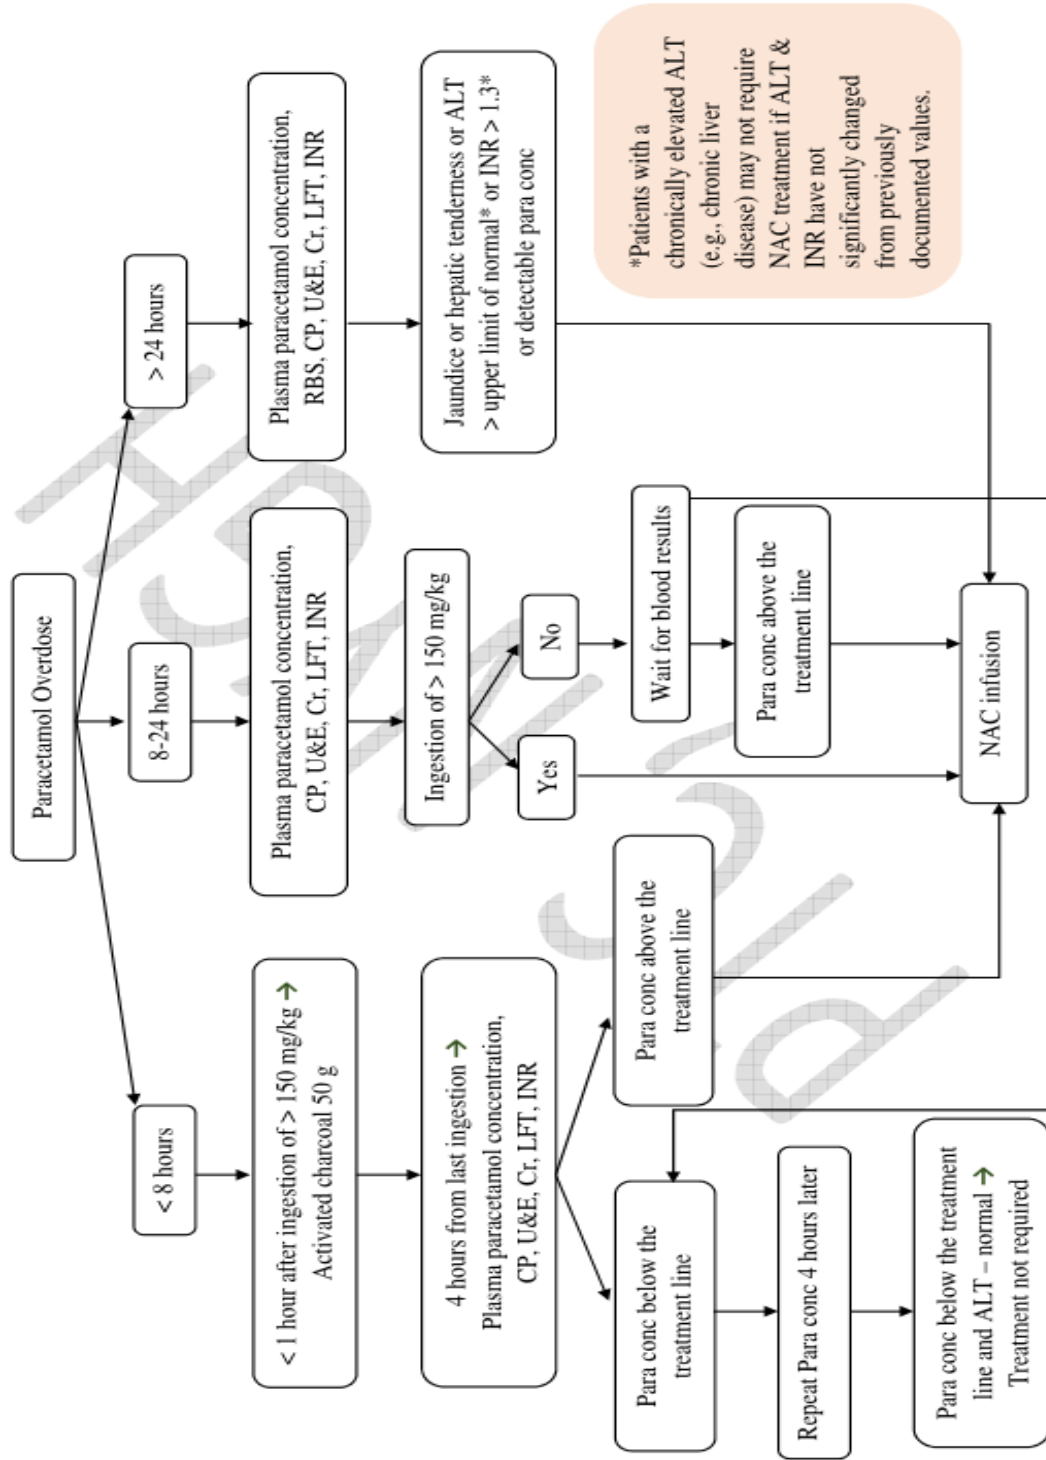 Paracetamol Overdose
< 8 hours
8-24 hours
> 24 hours
< 1 hour after ingestion of > 150 mg/kg →
Activated charcoal 50 g
4 hours from last ingestion →
Plasma paracetanol concentration,
CP, U&E, Cr, LFT, INR
Para conc below the
treatment line
Para conc above the
treatment line
Repeat Para conc 4 hours later
Para conc below the treatment
line and ALT – normal →
Treatment not required
Plasma paracetamol concentration,
CP, U&E, Cr, LFT, INR
Ingestion of > 150 mg/kg
Yes
No
Wait for blood results
Para conc above the
treatment line
NAC infusion
Plasma paracetamol concentration,
RBS, CP, U&E, Cr, LFT, INR
Jaundice or hepatic tenderness or ALT
> upper limit of normal* or INR > 1.3*
or detectable para conc
*Patients with a
chronically elevated ALT
(e.g., chronic liver
disease) may not require
NAC treatment if ALT &
INR have not
significantly changed
from previously
documented values.